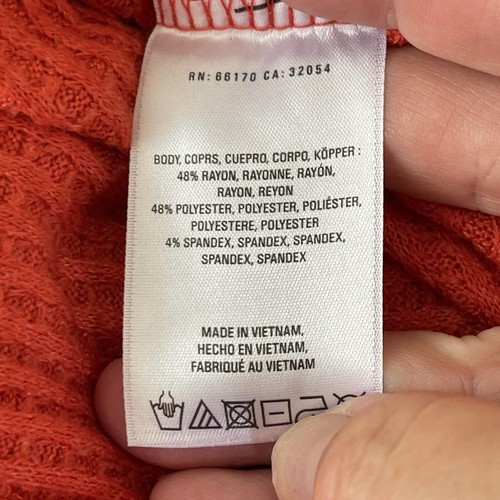 RN: 66170 CA: 32054
BODY, COPRS, CUEPRO, CORPO, KÖPPER :
48% RAYON, RAYONNE, RAYÓN,
RAYON, REYON
48% POLYESTER, POLYESTER, POLIÉSTER,
POLYESTERE, POLYESTER
4% SPANDEX, SPANDEX, SPANDEX,
SPANDEX, SPANDEX
MADE IN VIETNAM,
HECHO EN VIETNAM,
FABRIQUÉ AU VIETNAM